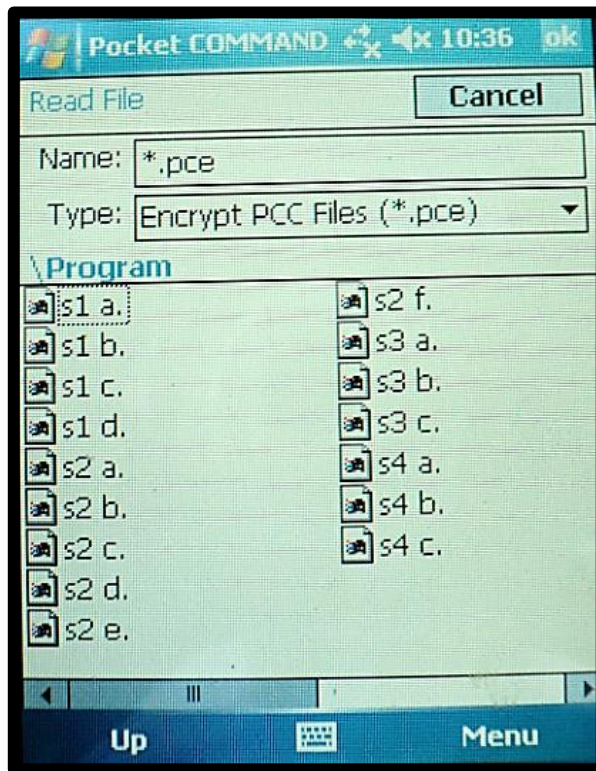 Pocket COMMAND 10:36 ok
Read File Cancel
Name: *.pce
Type: Encrypt PCC Files (*.pce)
\Program
s1 a.
s1 b.
s1 c.
s1 d.
s2 a.
s2 b.
s2 c.
s2 d.
s2 e.
s2 f.
s3 a.
s3 b.
s3 c.
s4 a.
s4 b.
s4 c.
Up Menu